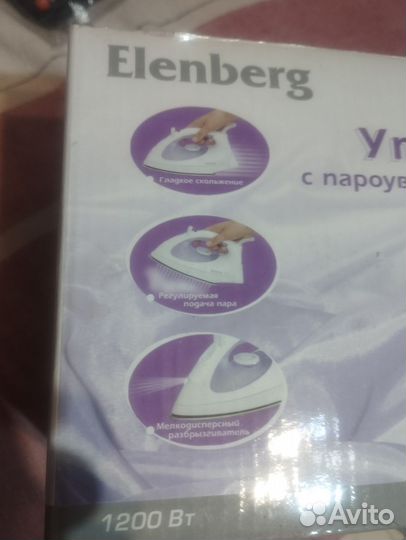 Elenberg
Ут
с пароув
Гладкое скольжение
Регулируемая
подача пара
Мелкодисперсный
разбрызгиватель
1200 Вт
Avito